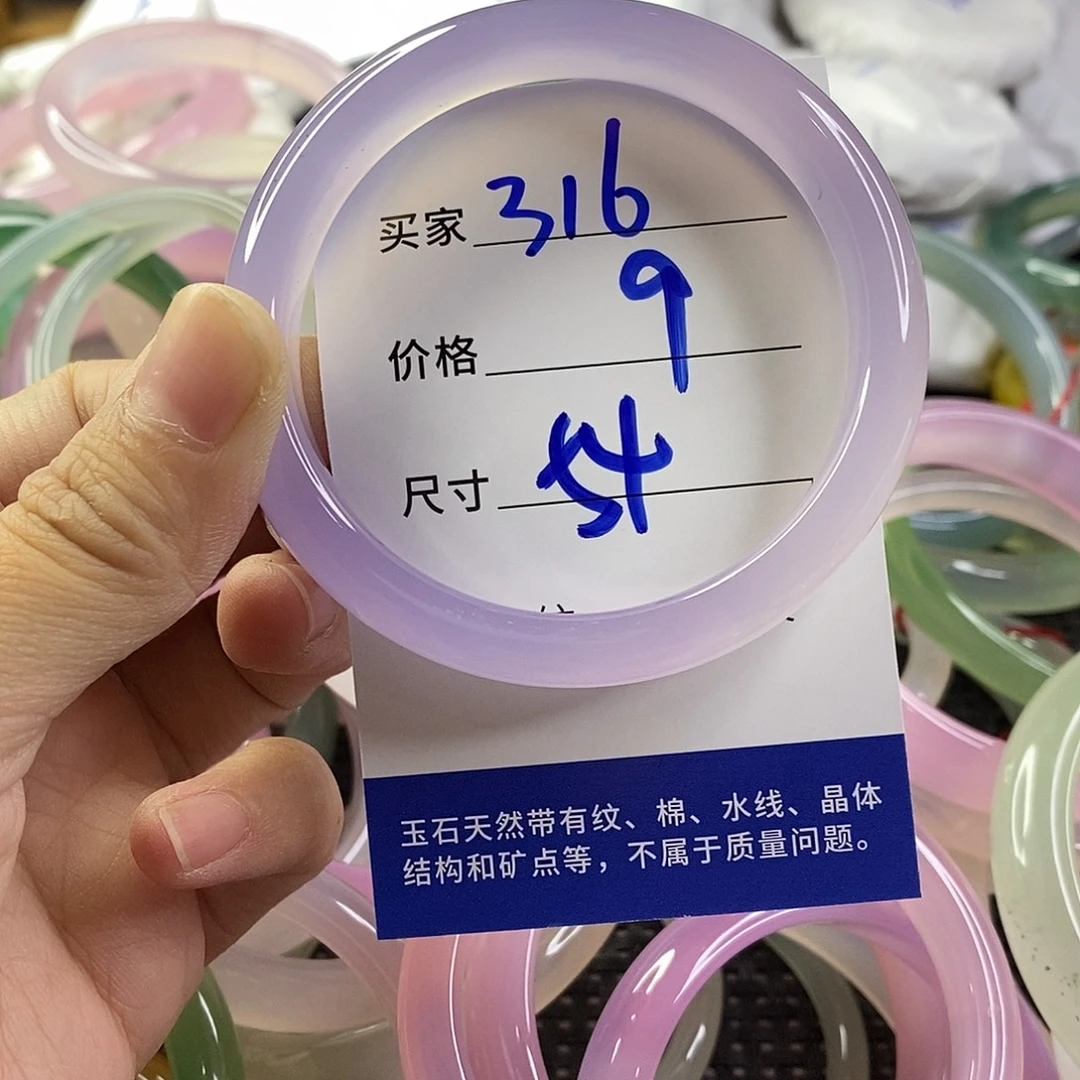 买家 316
价格 9
尺寸 54
玉石天然带有纹、棉、水线、晶体
结构和矿点等，不属于质量问题。